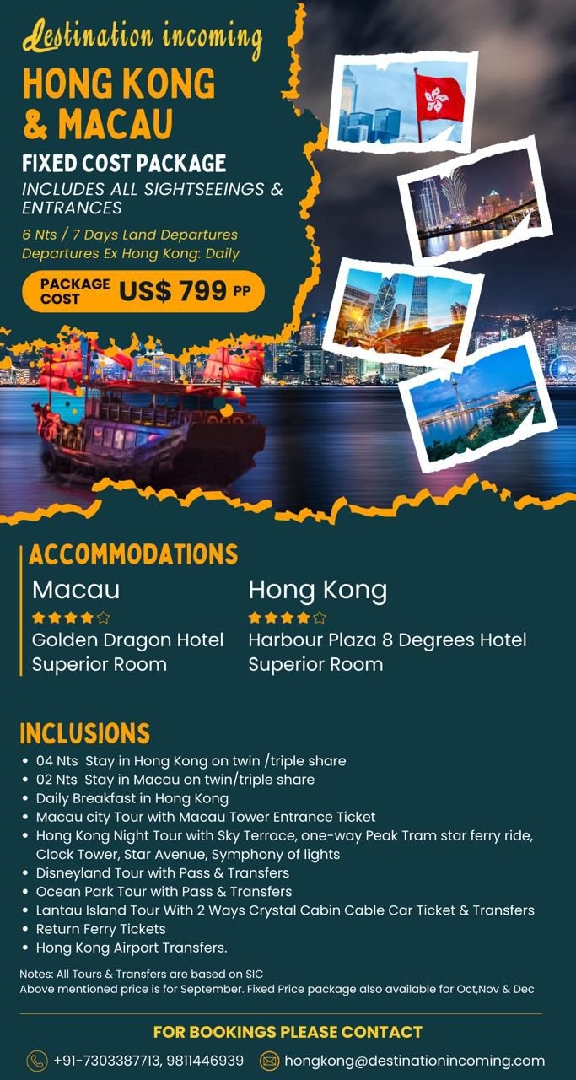 Destination incoming
HONG KONG
& MACAU
FIXED COST PACKAGE
INCLUDES ALL SIGHTSEEINGS &
ENTRANCES
6 Nts / 7 Days Land Departures
Departures Ex Hong Kong: Daily
PACKAGE
COST
US$ 799 PP
ACCOMMODATIONS
Macau
Golden Dragon Hotel
Superior Room
Hong Kong
Harbour Plaza 8 Degrees Hotel
Superior Room
INCLUSIONS
• 04 Nts Stay in Hong Kong on twin /triple share
• 02 Nts Stay in Macau on twin/triple share
• Daily Breakfast in Hong Kong
• Macau city Tour with Macau Tower Entrance Ticket
• Hong Kong Night Tour with Sky Terrace, one-way Peak Tram star ferry ride,
Clock Tower, Star Avenue, Symphony of lights
• Disneyland Tour with Pass & Transfers
• Ocean Park Tour with Pass & Transfers
• Lantau Island Tour With 2 Ways Crystal Cabin Cable Car Ticket & Transfers
• Return Ferry Tickets
• Hong Kong Airport Transfers.
Notes: All Tours & Transfers are based on SIC
Above mentioned price is for September. Fixed Price package also available for Oct,Nov & Dec
FOR BOOKINGS PLEASE CONTACT
+91-7303387713, 9811446939
hongkong@destinationincoming.com